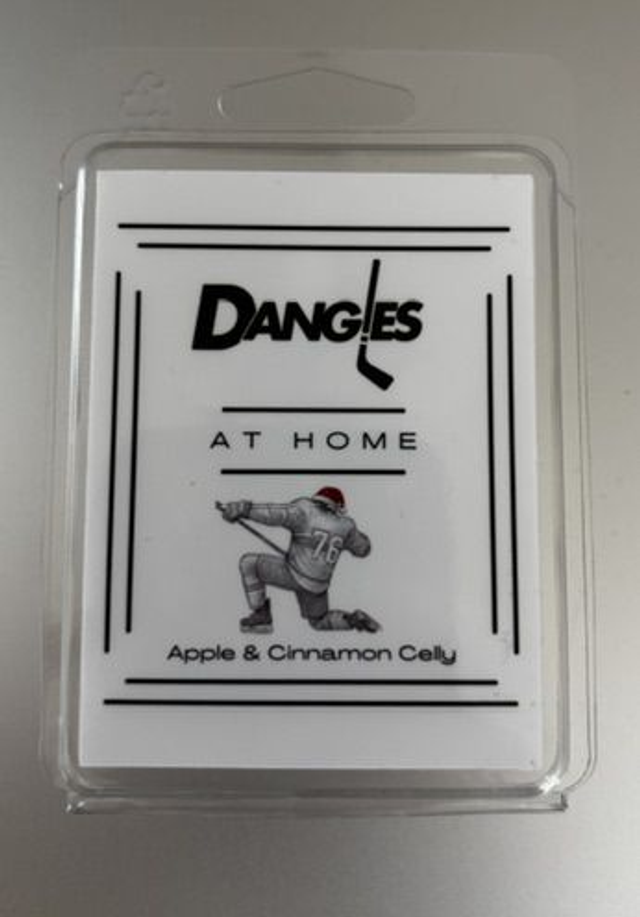 DANGLES
AT HOME
76
Apple & Cinnamon Celly